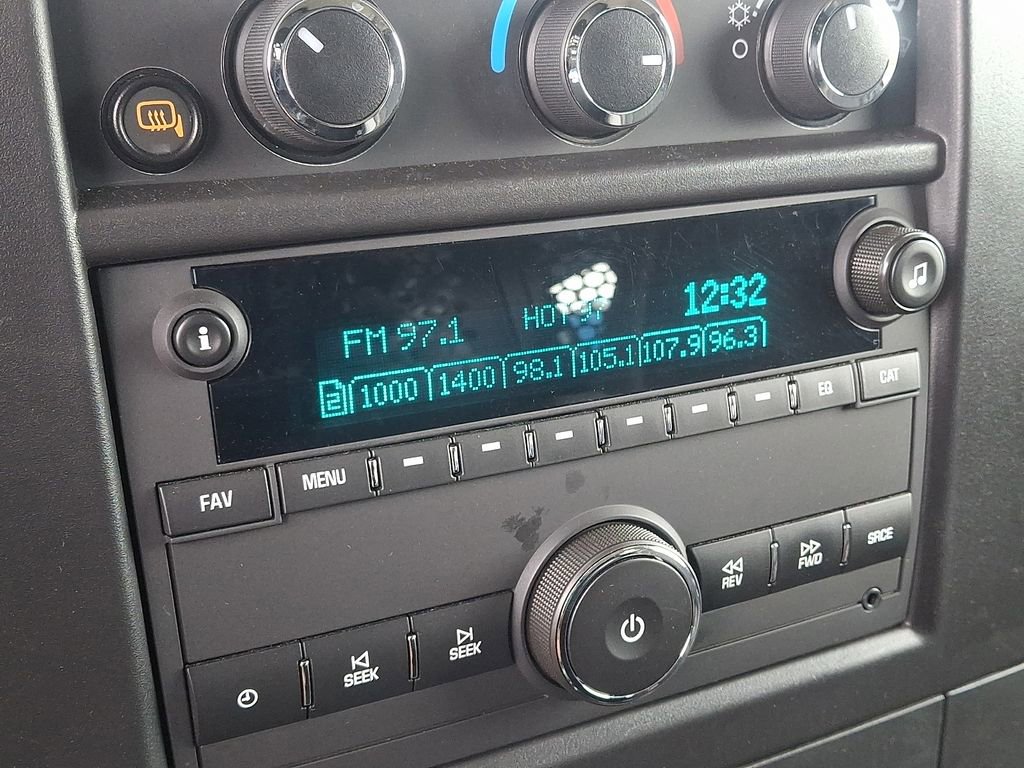 12:32
FM 97.1
2 1000 1400 98.1 105.1 107.9 96.3
i
EQ CAT
FAV MENU
REV FWD SRCE
SEEK SEEK